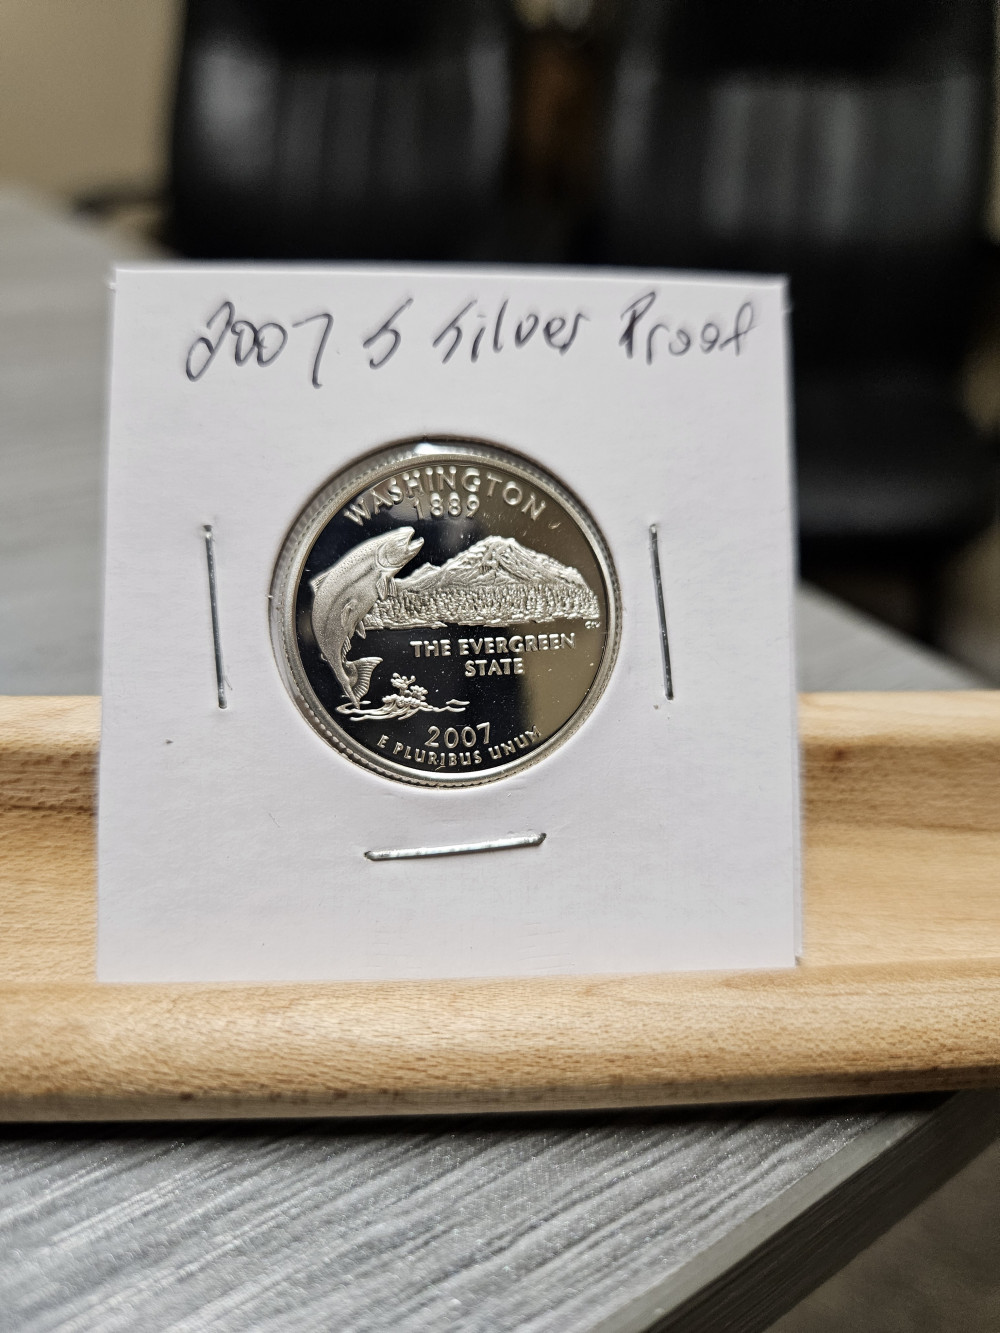 2007 S Silver Proof
WASHINGTON
1889
THE EVERGREEN
STATE
2007
E PLURIBUS UNUM